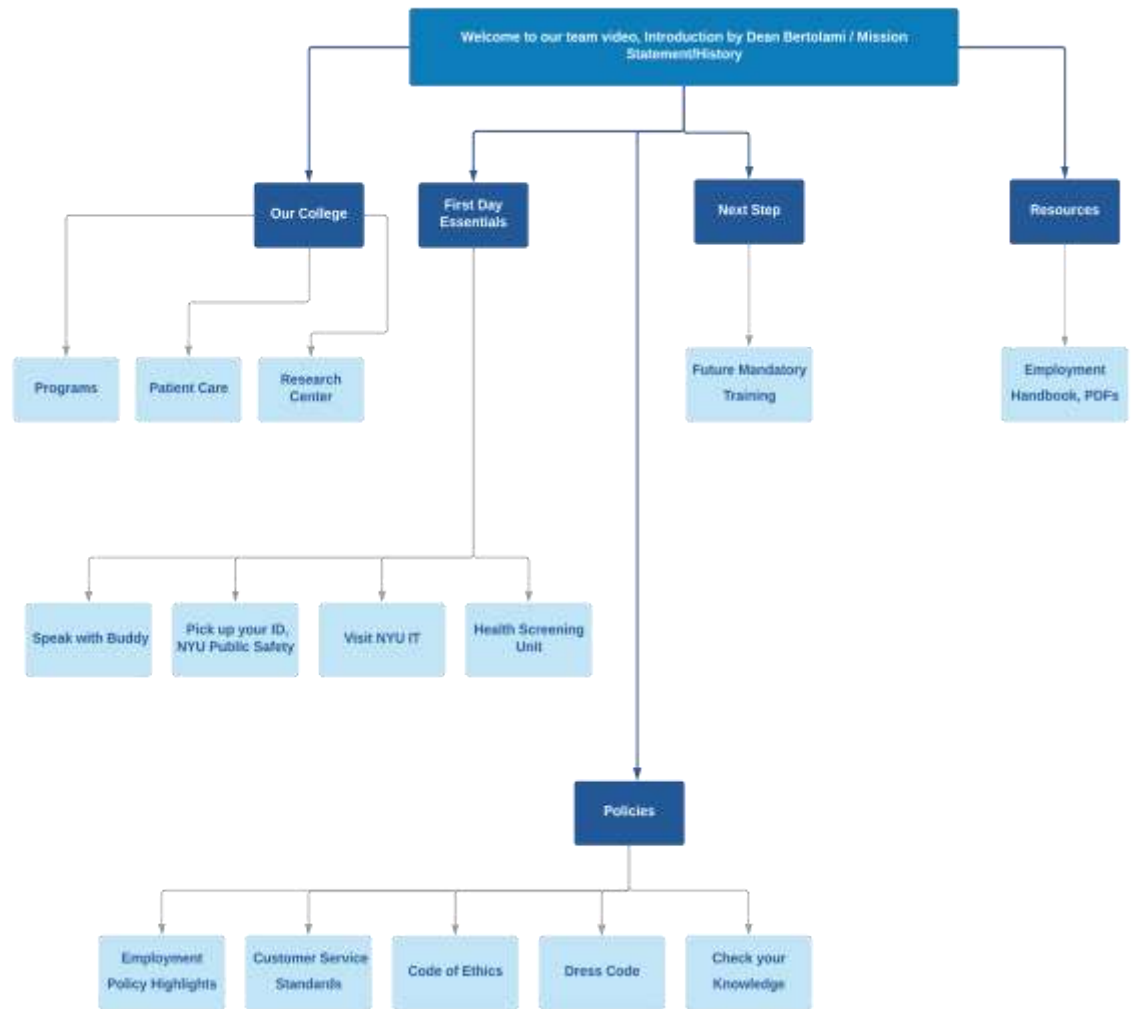 Welcome to our team video, Introduction by Dean Bertolami / Mission
Statement/History
Our College
First Day
Essentials
Next Step
Resources
Programs
Patient Care
Research
Center
Future Mandatory
Training
Employment
Handbook, PDFs
Speak with Buddy
Pick up your ID,
NYU Public Safety
Visit NYU IT
Health Screening
Unit
Policies
Employment
Policy Highlights
Customer Service
Standards
Code of Ethics
Dress Code
Check your
Knowledge